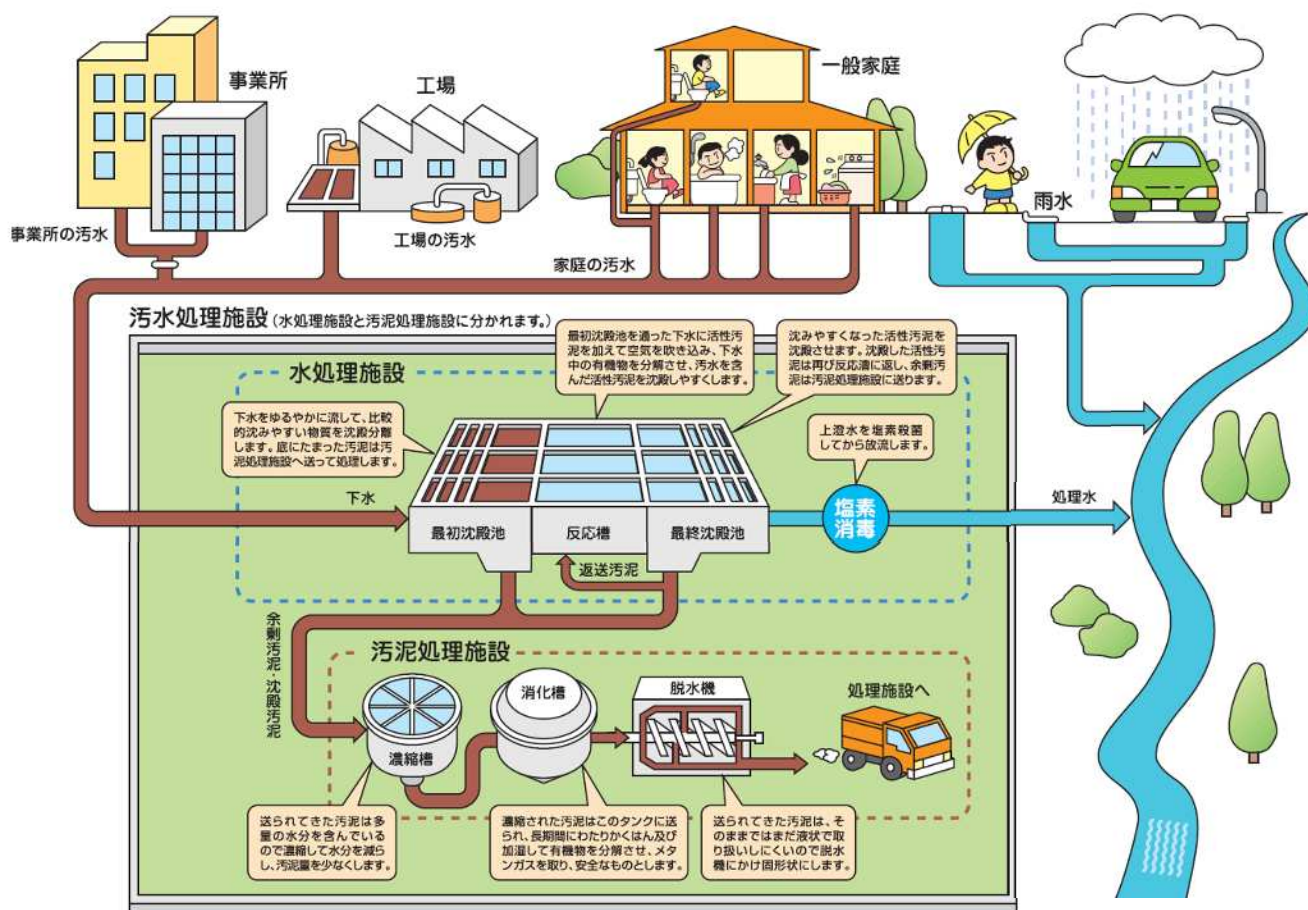 事業所
工場
一般家庭
雨水
事業所の汚水
工場の汚水
家庭の汚水
汚水処理施設(水処理施設と汚泥処理施設に分かれます。)
水処理施設
最初沈殿池を通った下水に活性汚
泥を加えて空気を吹き込み、下水
中の有機物を分解させ、汚水を含
んだ活性汚泥を沈殿しやすくします。
沈みやすくなった活性汚泥を
沈殿させます。沈殿した活性汚
泥は再び反応漕に返し、余剰汚
泥は汚泥処理施設に送ります。
下水をゆるやかに流して、比較
的沈みやすい物質を沈殿分離
します。底にたまった汚泥は汚
泥処理施設へ送って処理します。
上澄水を塩素殺菌
してから放流します。
下水
最初沈殿池
反応槽
最終沈殿池
塩素
消毒
処理水
返送汚泥
余剰汚泥・沈殿汚泥
汚泥処理施設
濃縮槽
消化槽
脱水機
処理施設へ
送られてきた汚泥は多
量の水分を含んでいる
ので濃縮して水分を減ら
し、汚泥量を少なくします。
濃縮された汚泥はこのタンクに送
られ、長期間にわたりかくはん及び
加湿して有機物を分解させ、メタ
ンガスを取り、安全なものとします。
送られてきた汚泥は、そ
のままではまだ液状で取
り扱いしにくいので脱水
機にかけ固形状にします。